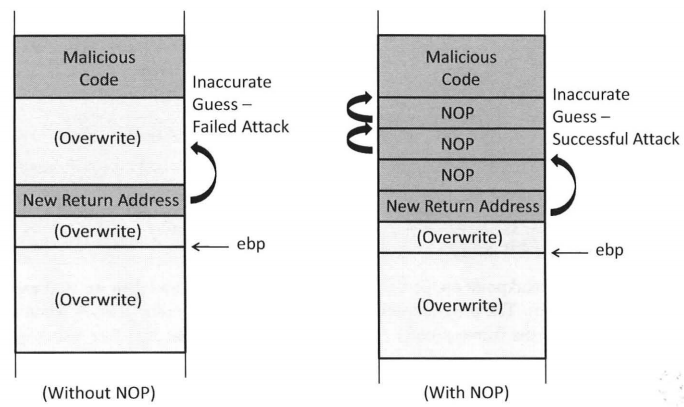 Malicious
Code
Inaccurate
Guess –
Failed Attack
(Overwrite)
New Return Address
(Overwrite)
ebp
(Overwrite)
(Without NOP)
Malicious
Code
Inaccurate
Guess –
Successful Attack
NOP
NOP
NOP
New Return Address
(Overwrite)
ebp
(Overwrite)
(With NOP)